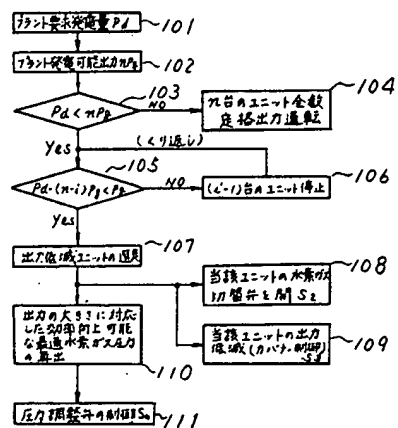 プラント要求発電量Pd
101
プラント発電可能出力nPg
102
103
Pd<nPg
NO
n台のユニット全数
定格出力運転
104
Yes
(くり返し)
105
Pd-(n-i)Pg<Pg
NO
(i-1)台のユニット停止
106
Yes
出力低減ユニットの選定
107
当該ユニットの水素ガス
切替弁を開S2
108
出力の大きさに対応
した効率向上可能
な最適水素ガス圧力
の算出
110
当該ユニットの出力
低減(ガバナ制御)
109
圧力調整弁の制御
111